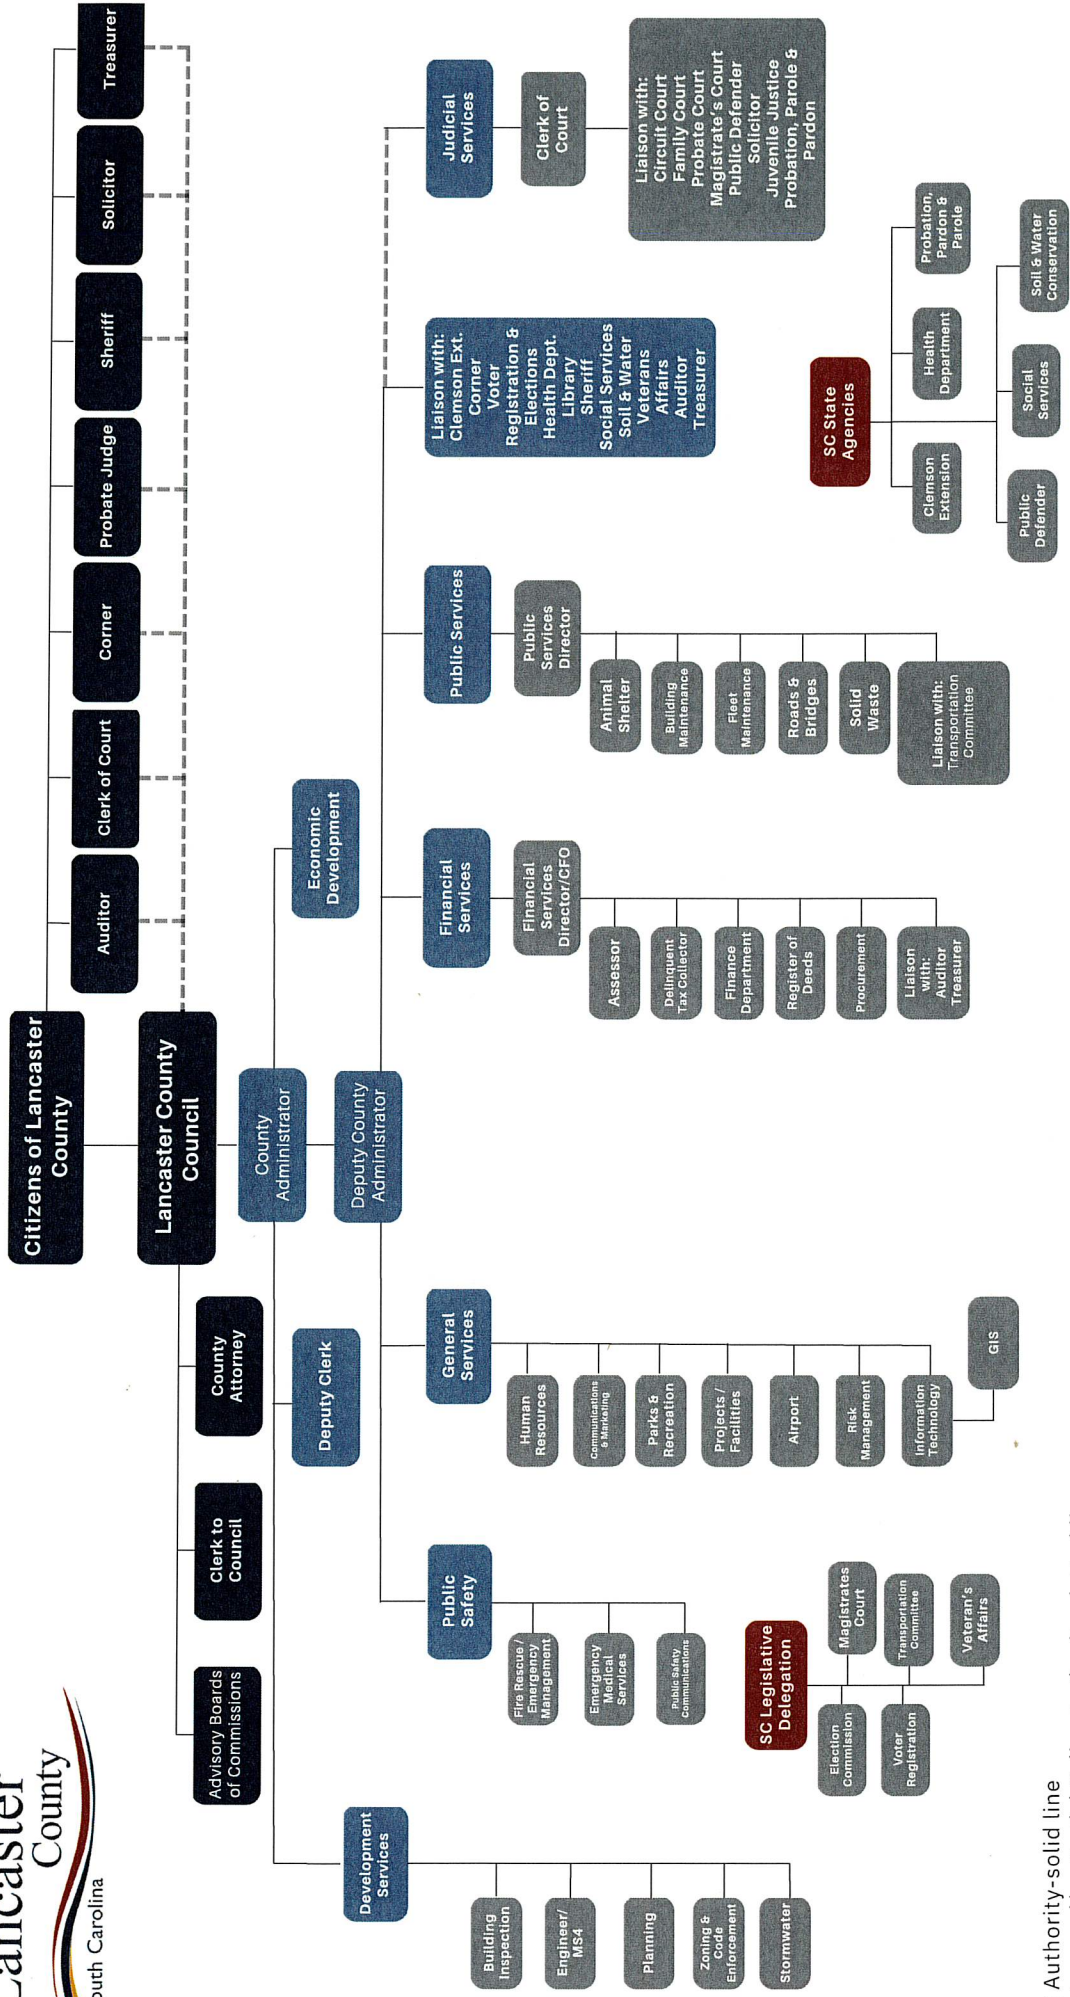 Lancaster
County
South Carolina
Citizens of Lancaster
County
Auditor
Clerk of Court
Corner
Probate Judge
Sheriff
Solicitor
Treasurer
Lancaster County
Council
Advisory Boards
of Commissions
Clerk to
Council
County
Attorney
County
Administrator
Deputy Clerk
Economic
Development
Deputy County
Administrator
Development
Services
Building
Inspection
Engineer/
MS4
Planning
Zoning &
Code
Enforcement
Stormwater
Public
Safety
Fire Rescue/
Emergency
Management
Emergency
Medical
Services
Public Safety
Communications
General
Services
Human
Resources
Communications
& Marketing
Parks &
Recreation
Projects/
Facilities
Airport
Risk
Management
Information
Technology
GIS
Financial
Services
Financial
Services
Director/CFO
Assessor
Delinquent
Tax Collector
Finance
Department
Register of
Deeds
Procurement
Liaison
with:
Auditor
Treasurer
Public Services
Public
Services
Director
Animal
Shelter
Building
Maintenance
Fleet
Maintenance
Roads &
Bridges
Solid
Waste
Liaison with:
Transportation
Committee
Liaison with:
Clemson Ext.
Corner
Voter
Registration &
Elections
Health Dept.
Library
Sheriff
Social Services
Soil & Water
Veterans
Affairs
Auditor
Treasurer
Judicial
Services
Clerk of
Court
Liaison with:
Circuit Court
Family Court
Probate Court
Magistrate's Court
Public Defender
Solicitor
Juvenile Justice
Probation, Parole &
Pardon
SC Legislative
Delegation
Election
Commission
Magistrates
Court
Voter
Registration
Transportation
Committee
Veteran's
Affairs
SC State
Agencies
Clemson
Extension
Health
Department
Probation,
Pardon &
Parole
Public
Defender
Social
Services
Soil & Water
Conservation
Authority-solid line